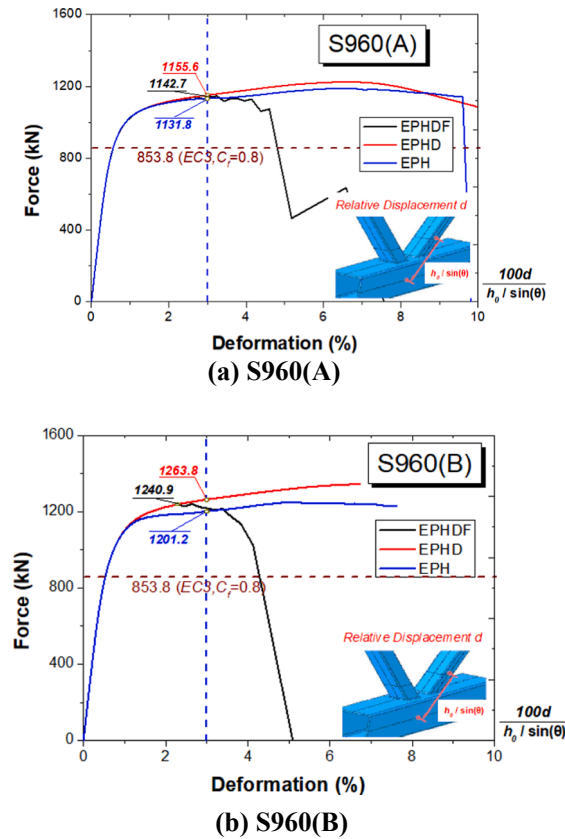 S960(A)
1600
1200
800
400
0
Force (kN)
1155.6
1142.7
1131.8
853.8 (EC3,Cf=0.8)
EPHDF
EPHD
EPH
Relative Displacement d
h0 / sin(θ)
0 2 4 6 8 10
100d
h0 / sin(θ)
Deformation (%)
(a) S960(A)
S960(B)
1600
1200
800
400
0
Force (kN)
1263.8
1240.9
1201.2
853.8 (EC3,Cf=0.8)
EPHDF
EPHD
EPH
Relative Displacement d
h0 / sin(θ)
0 2 4 6 8 10
100d
h0 / sin(θ)
Deformation (%)
(b) S960(B)